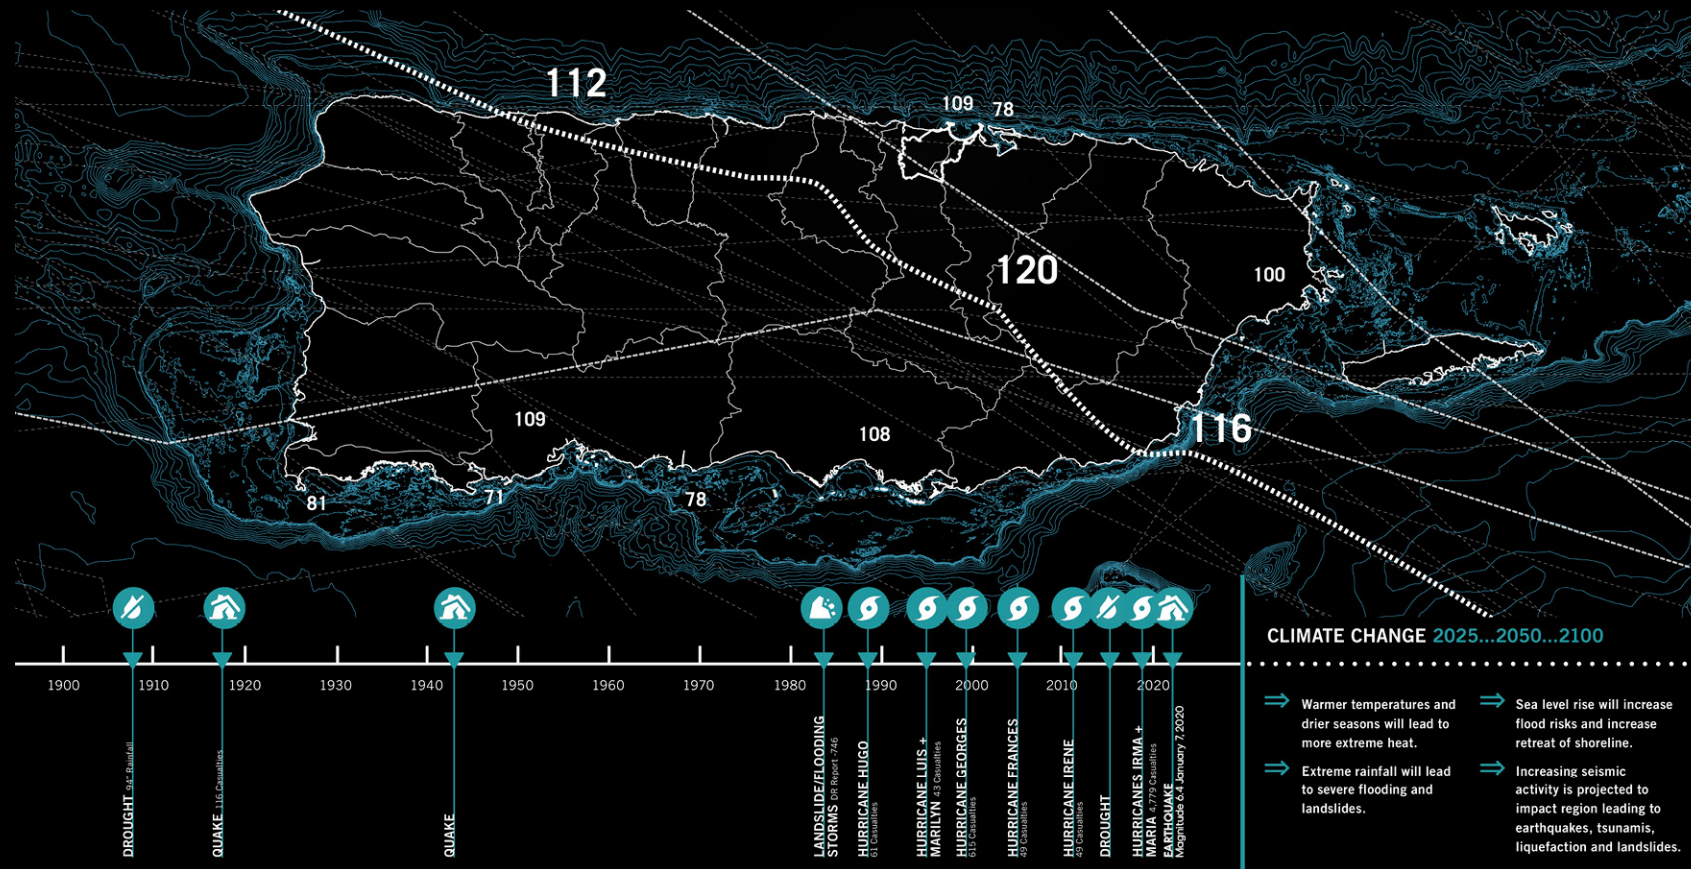 112
109
78
120
100
116
109
108
81
71
78
1900
1910
1920
1930
1940
1950
1960
1970
1980
1990
2000
2010
2020
DROUGHT 94" Rainfall
QUAKE 116 Casualties
QUAKE
LANDSLIDE/FLOODING
STORMS DR Report -746
HURRICANE HUGO
61 Casualties
HURRICANE LUIS +
MARILYN 43 Casualties
HURRICANE GEORGES
615 Casualties
HURRICANE FRANCES
49 Casualties
HURRICANE IRENE
49 Casualties
DROUGHT
HURRICANES IRMA +
MARIA 4,779 Casualties
EARTHQUAKE
Magnitude 6.4 January 7, 2020
CLIMATE CHANGE 2025...2050...2100
Warmer temperatures and
drier seasons will lead to
more extreme heat.
Extreme rainfall will lead
to severe flooding and
landslides.
Sea level rise will increase
flood risks and increase
retreat of shoreline.
Increasing seismic
activity is projected to
impact region leading to
earthquakes, tsunamis,
liquefaction and landslides.